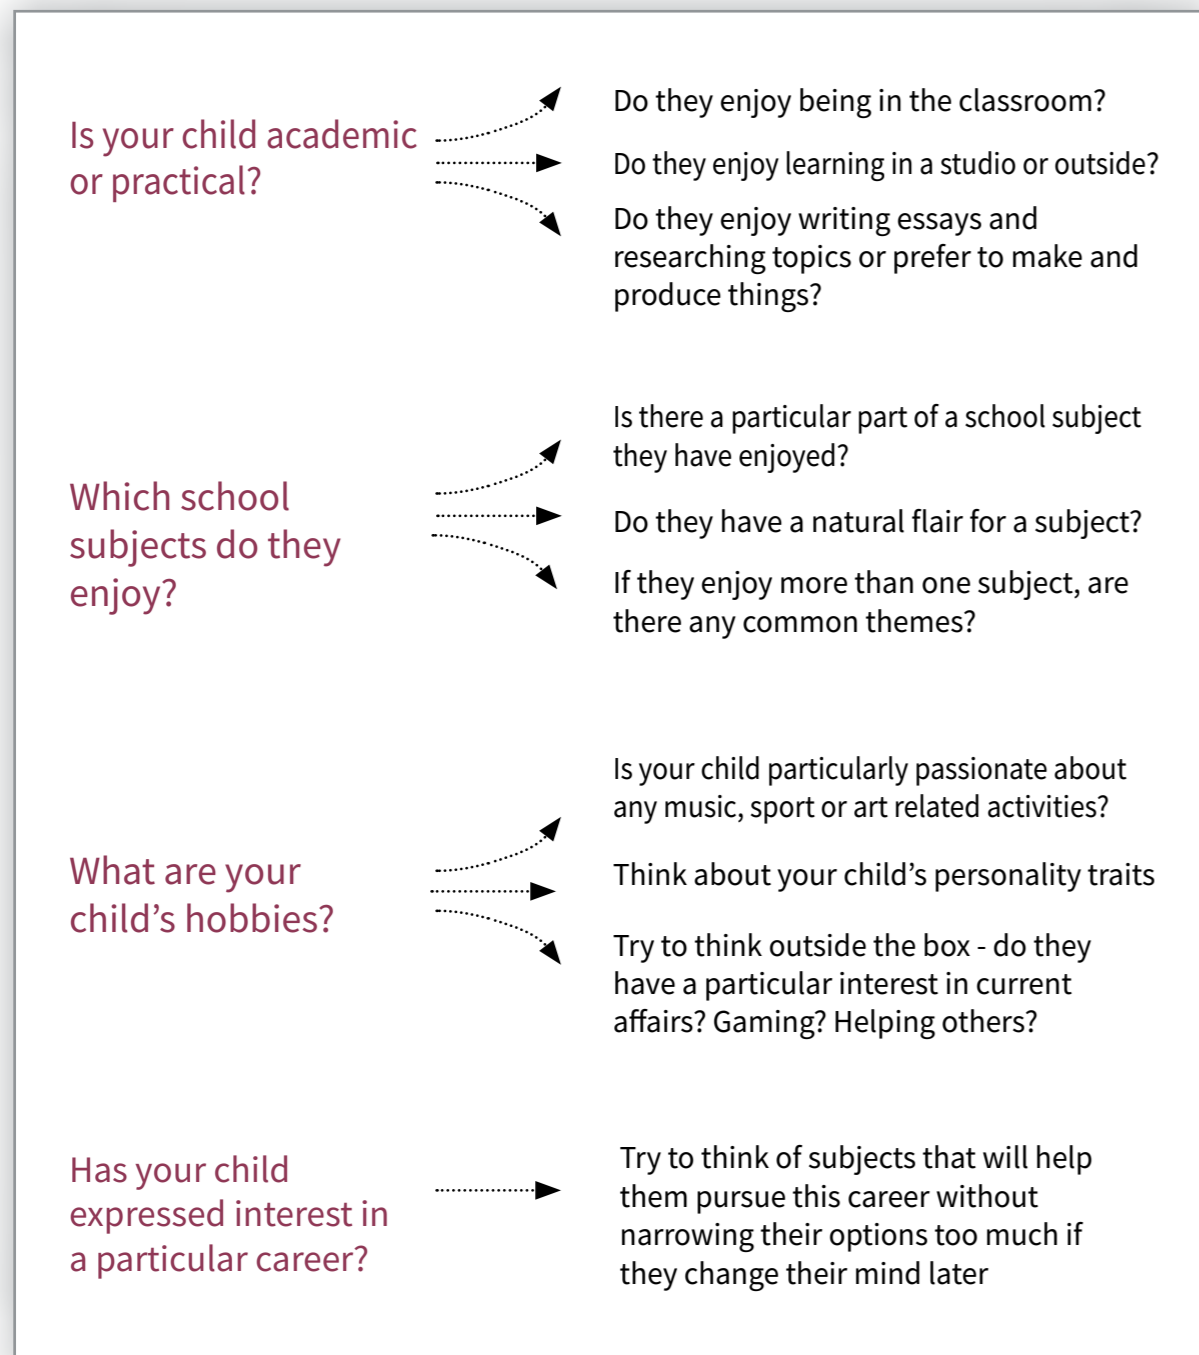 Is your child academic
or practical?
Do they enjoy being in the classroom?
Do they enjoy learning in a studio or outside?
Do they enjoy writing essays and
researching topics or prefer to make and
produce things?
Which school
subjects do they
enjoy?
Is there a particular part of a school subject
they have enjoyed?
Do they have a natural flair for a subject?
If they enjoy more than one subject, are
there any common themes?
What are your
child’s hobbies?
Is your child particularly passionate about
any music, sport or art related activities?
Think about your child’s personality traits
Try to think outside the box - do they
have a particular interest in current
affairs? Gaming? Helping others?
Has your child
expressed interest in
a particular career?
Try to think of subjects that will help
them pursue this career without
narrowing their options too much if
they change their mind later